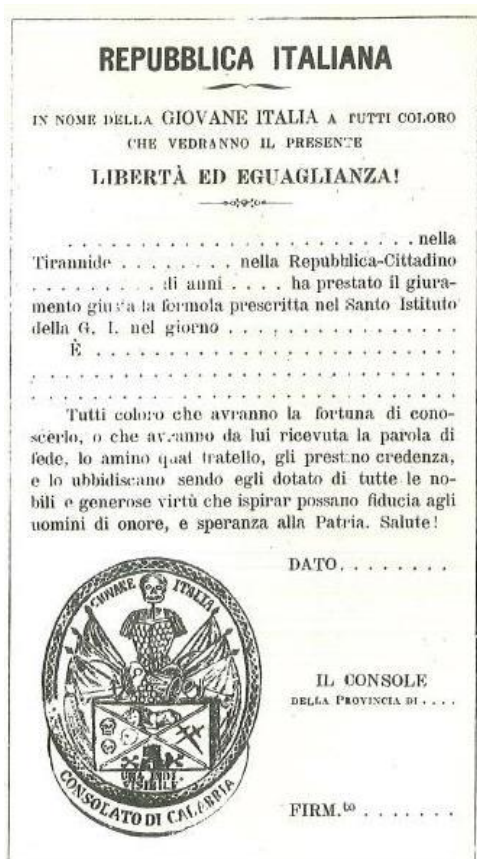 REPUBBLICA ITALIANA
IN NOME DELLA GIOVANE ITALIA A TUTTI COLORO
CHE VEDRANNO IL PRESENTE
LIBERTÀ ED EGUAGLIANZA!
. . . . . . . . . . . . . . . . . . . . . . . . . . nella
Tirannide . . . . . . . . nella Repubblica-Cittadino
. . . . . . . . . . di anni . . . . ha prestato il giura-
mento giusta la formola prescritta nel Santo Istituto
della G. I. nel giorno . . . . . . . . . . . . . . . . .
È . . . . . . . . . . . . . . . . . . . . . . . . . . .
. . . . . . . . . . . . . . . . . . . . . . . . . . . . . .
. . . . . . . . . . . . . . . . . . . . . . . . . . . . . .
Tutti coloro che avranno la fortuna di cono-
scerlo, o che avranno da lui ricevuta la parola di
fede, lo amino qual fratello, gli prestino credenza,
e lo ubbidiscano sendo egli dotato di tutte le no-
bili e generose virtù che ispirar possano fiducia agli
uomini di onore, e speranza alla Patria. Salute!
DATO. . . . . . . .
GIOVANE ITALIA
UNA INDI
VISIBILE
CONSOLATO DI CALABRIA
IL CONSOLE
DELLA PROVINCIA DI . . . .
FIRM.to . . . . . . .